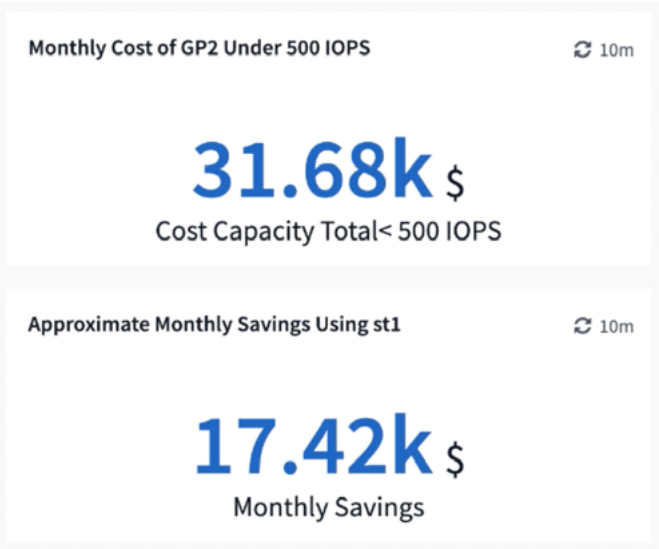 Monthly Cost of GP2 Under 500 IOPS 10m
31.68k $
Cost Capacity Total< 500 IOPS
Approximate Monthly Savings Using st1 10m
17.42k $
Monthly Savings